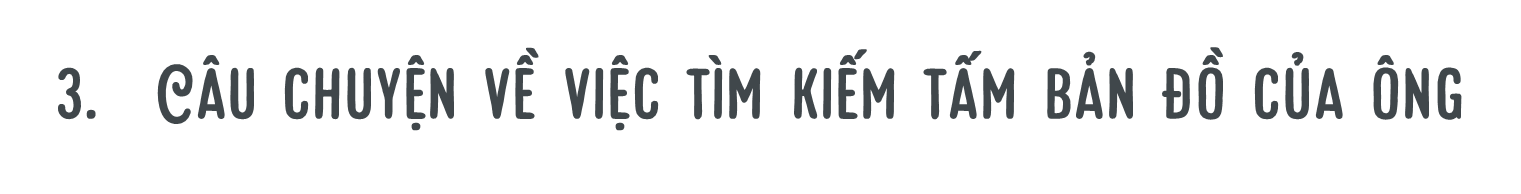 3. Câu chuyện về việc tìm kiếm tấm bản đồ của ông